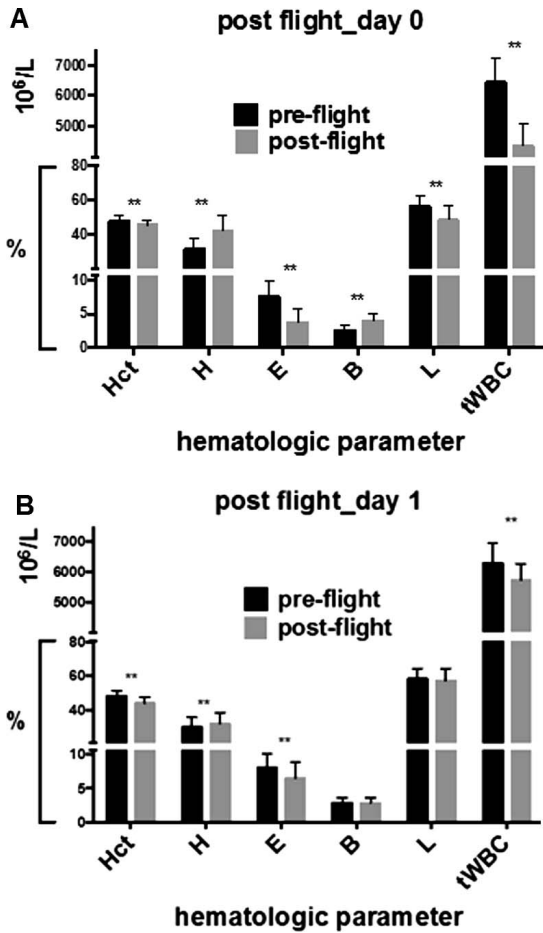 A
post flight_day 0
10⁶/L
7000
6000
5000
**
pre-flight
post-flight
%
80
60
40
10
5
0
**
**
**
**
**
Hct
H
E
B
L
tWBC
hematologic parameter
B
post flight_day 1
10⁶/L
7000
6000
5000
**
pre-flight
post-flight
%
80
60
40
10
5
0
**
**
**
Hct
H
E
B
L
tWBC
hematologic parameter